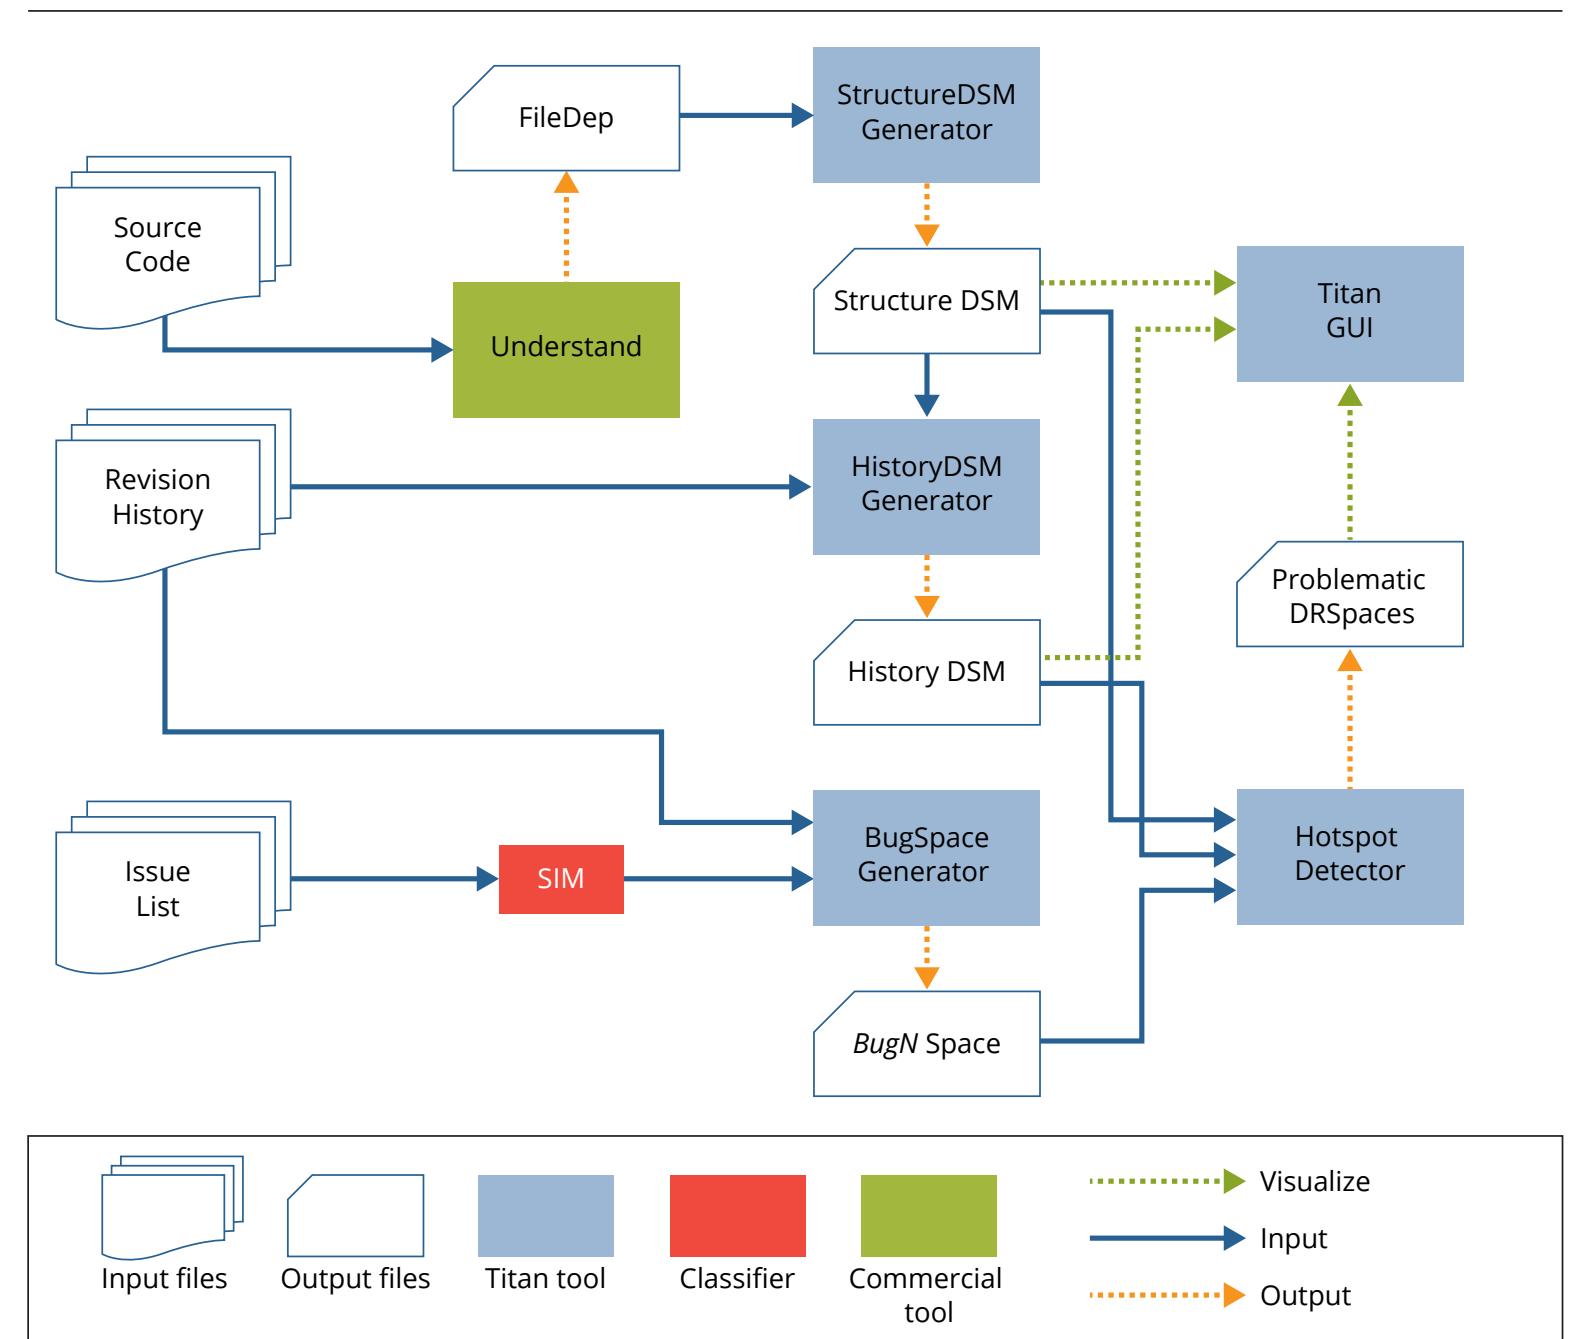 FileDep
StructureDSM
Generator
Source
Code
Understand
Structure DSM
Titan
GUI
Revision
History
HistoryDSM
Generator
Problematic
DRSpaces
History DSM
Issue
List
SIM
BugSpace
Generator
Hotspot
Detector
BugN Space
Input files
Output files
Titan tool
Classifier
Commercial
tool
Visualize
Input
Output